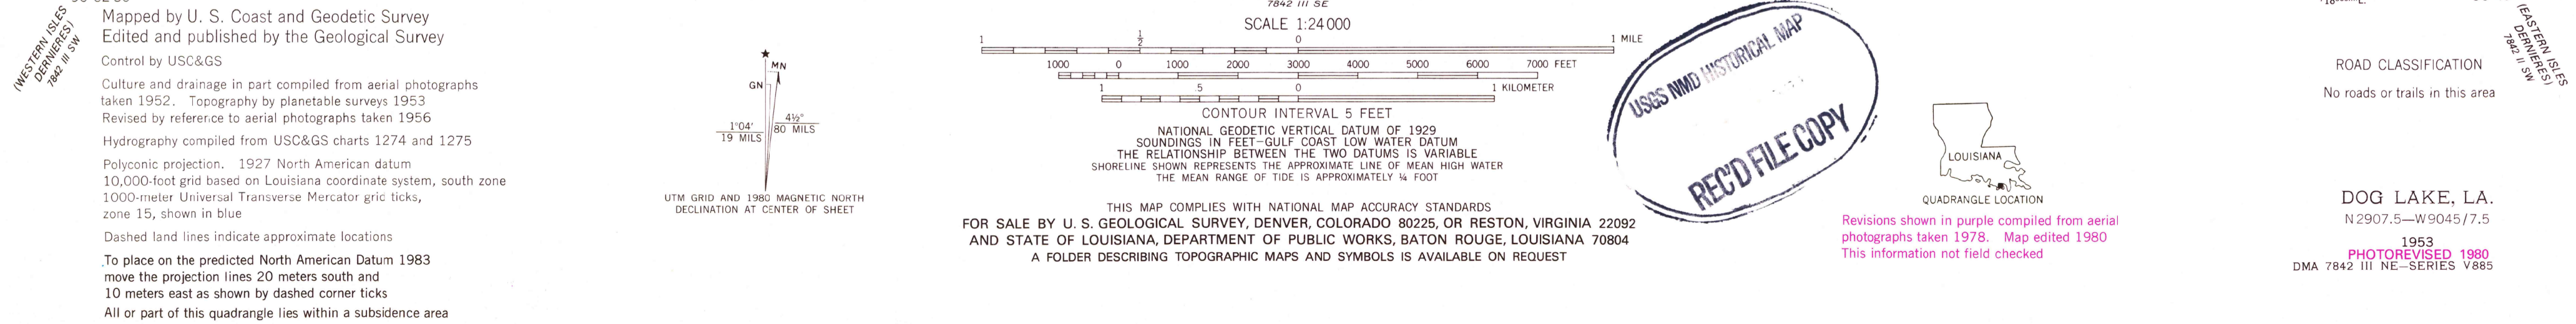 (WESTERN ISLES
DERNIERES)
7842 III SW
Mapped by U. S. Coast and Geodetic Survey
Edited and published by the Geological Survey
Control by USC&GS
Culture and drainage in part compiled from aerial photographs
taken 1952. Topography by planetable surveys 1953
Revised by reference to aerial photographs taken 1956
Hydrography compiled from USC&GS charts 1274 and 1275
Polyconic projection. 1927 North American datum
10,000-foot grid based on Louisiana coordinate system, south zone
1000-meter Universal Transverse Mercator grid ticks,
zone 15, shown in blue
Dashed land lines indicate approximate locations
To place on the predicted North American Datum 1983
move the projection lines 20 meters south and
10 meters east as shown by dashed corner ticks
All or part of this quadrangle lies within a subsidence area
★
MN
GN
1°04′
19 MILS
4½°
80 MILS
UTM GRID AND 1980 MAGNETIC NORTH
DECLINATION AT CENTER OF SHEET
7842 III SE
SCALE 1:24 000
1 ½ 0 1 MILE
1000 0 1000 2000 3000 4000 5000 6000 7000 FEET
1 .5 0 1 KILOMETER
CONTOUR INTERVAL 5 FEET
NATIONAL GEODETIC VERTICAL DATUM OF 1929
SOUNDINGS IN FEET—GULF COAST LOW WATER DATUM
THE RELATIONSHIP BETWEEN THE TWO DATUMS IS VARIABLE
SHORELINE SHOWN REPRESENTS THE APPROXIMATE LINE OF MEAN HIGH WATER
THE MEAN RANGE OF TIDE IS APPROXIMATELY ¼ FOOT
THIS MAP COMPLIES WITH NATIONAL MAP ACCURACY STANDARDS
FOR SALE BY U. S. GEOLOGICAL SURVEY, DENVER, COLORADO 80225, OR RESTON, VIRGINIA 22092
AND STATE OF LOUISIANA, DEPARTMENT OF PUBLIC WORKS, BATON ROUGE, LOUISIANA 70804
A FOLDER DESCRIBING TOPOGRAPHIC MAPS AND SYMBOLS IS AVAILABLE ON REQUEST
USGS NMD HISTORICAL MAP
REC'D FILE COPY
LOUISIANA
QUADRANGLE LOCATION
Revisions shown in purple compiled from aerial
photographs taken 1978. Map edited 1980
This information not field checked
(EASTERN ISLES
DERNIERES)
7842 II SW
ROAD CLASSIFICATION
No roads or trails in this area
DOG LAKE, LA.
N2907.5—W9045/7.5
1953
PHOTOREVISED 1980
DMA 7842 III NE—SERIES V885